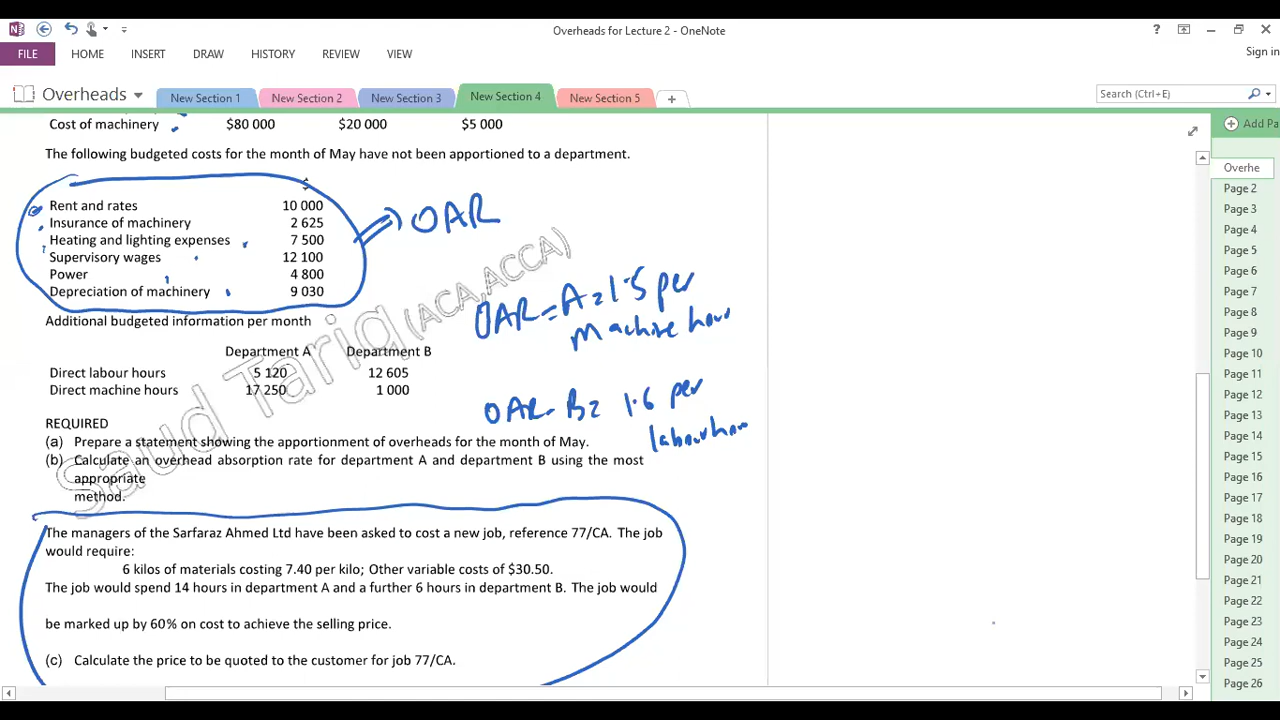 Overheads for Lecture 2 - OneNote
Sign in
FILE HOME INSERT DRAW HISTORY REVIEW VIEW
Overheads New Section 1 New Section 2 New Section 3 New Section 4 New Section 5
Search (Ctrl+E)
Add Pa
Cost of machinery $80 000 $20 000 $5 000
The following budgeted costs for the month of May have not been apportioned to a department.
$
Rent and rates 10 000
Insurance of machinery 2 625
Heating and lighting expenses 7 500
Supervisory wages 12 100
Power 4 800
Depreciation of machinery 9 030
OAR
Additional budgeted information per month
OAR = A = 1.5 per
machine hour
Department A Department B
Direct labour hours 5 120 12 605
Direct machine hours 17 250 1 000
OAR - B = 1.6 per
labour hour
REQUIRED
(a) Prepare a statement showing the apportionment of overheads for the month of May.
(b) Calculate an overhead absorption rate for department A and department B using the most
appropriate
method.
Saud Tariq (ACA,ACCA)
The managers of the Sarfaraz Ahmed Ltd have been asked to cost a new job, reference 77/CA. The job
would require:
6 kilos of materials costing 7.40 per kilo; Other variable costs of $30.50.
The job would spend 14 hours in department A and a further 6 hours in department B. The job would
be marked up by 60% on cost to achieve the selling price.
(c) Calculate the price to be quoted to the customer for job 77/CA.
Overhe
Page 2
Page 3
Page 4
Page 5
Page 6
Page 7
Page 8
Page 9
Page 10
Page 11
Page 12
Page 13
Page 14
Page 15
Page 16
Page 17
Page 18
Page 19
Page 20
Page 21
Page 22
Page 23
Page 24
Page 25
Page 26